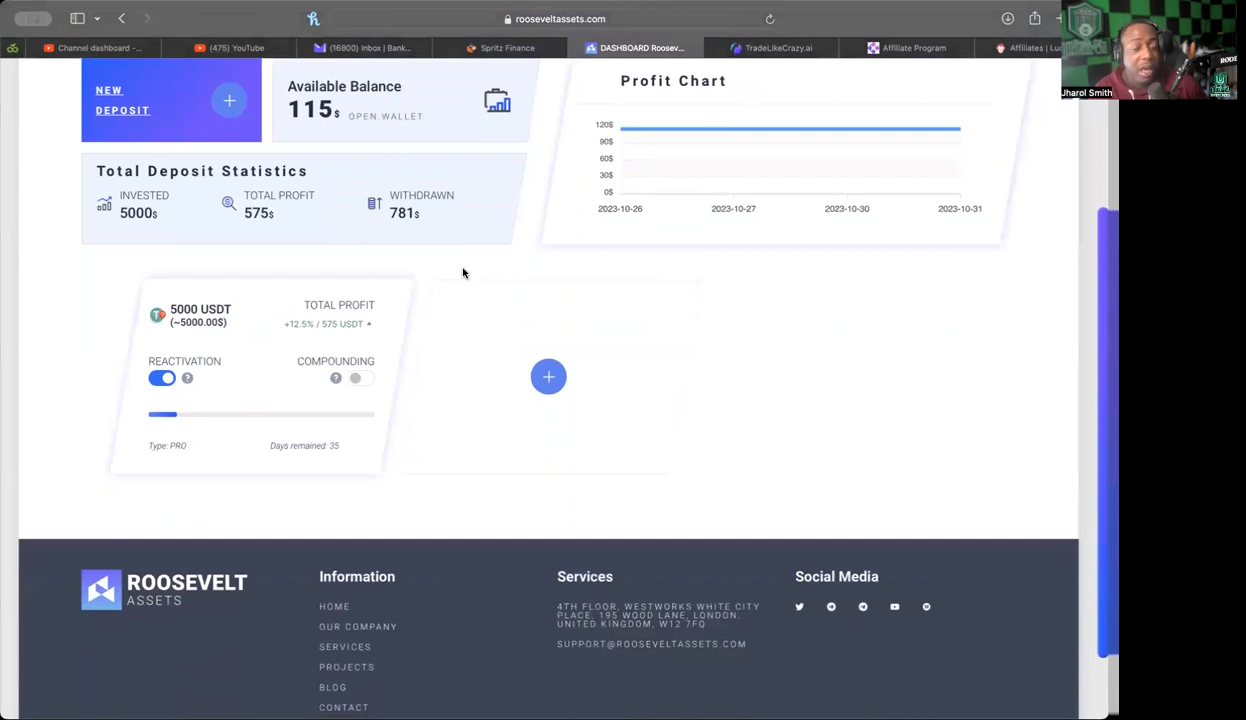 rooseveltassets.com
Channel dashboard -...
(475) YouTube
(16800) Inbox | Bank...
Spritz Finance
DASHBOARD Roosev...
TradeLikeCrazy.ai
Affiliate Program
Affiliates | Luc
Jharol Smith
NEW
DEPOSIT
Available Balance
115$ OPEN WALLET
Total Deposit Statistics
INVESTED
5000$
TOTAL PROFIT
575$
WITHDRAWN
781$
Profit Chart
120$
90$
60$
30$
0$
2023-10-26 2023-10-27 2023-10-30 2023-10-31
5000 USDT
(~5000.00$)
TOTAL PROFIT
+12.5% / 575 USDT
REACTIVATION
?
COMPOUNDING
?
Type: PRO
Days remained: 35
ROOSEVELT
ASSETS
Information
HOME
OUR COMPANY
SERVICES
PROJECTS
BLOG
CONTACT
Services
4TH FLOOR, WESTWORKS WHITE CITY
PLACE, 195 WOOD LANE, LONDON,
UNITED KINGDOM, W12 7FQ
SUPPORT@ROOSEVELTASSETS.COM
Social Media